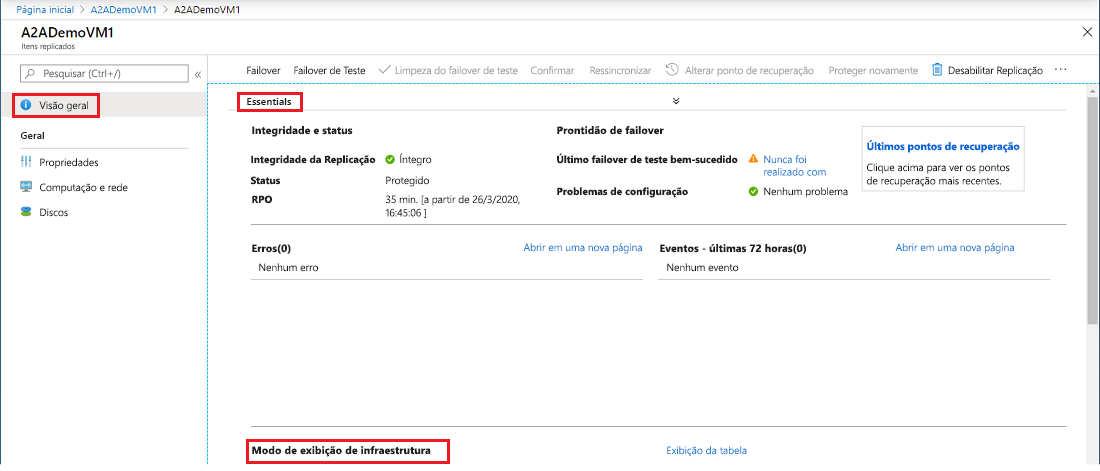 Página inicial > A2ADemoVM1 > A2ADemoVM1
A2ADemoVM1
Itens replicados
Pesquisar (Ctrl+/)
«
Failover Failover de Teste Limpeza do failover de teste Confirmar Ressincronizar Alterar ponto de recuperação Proteger novamente Desabilitar Replicação ...
Visão geral
Geral
Propriedades
Computação e rede
Discos
Essentials
Integridade e status
Integridade da Replicação Íntegro
Status Protegido
RPO 35 min. [a partir de 26/3/2020,
16:45:06 ]
Prontidão de failover
Último failover de teste bem-sucedido Nunca foi
realizado com
Problemas de configuração Nenhum problema
Últimos pontos de recuperação
Clique acima para ver os pontos
de recuperação mais recentes.
Erros(0) Abrir em uma nova página
Nenhum erro
Eventos - últimas 72 horas(0) Abrir em uma nova página
Nenhum evento
Modo de exibição de infraestrutura Exibição da tabela